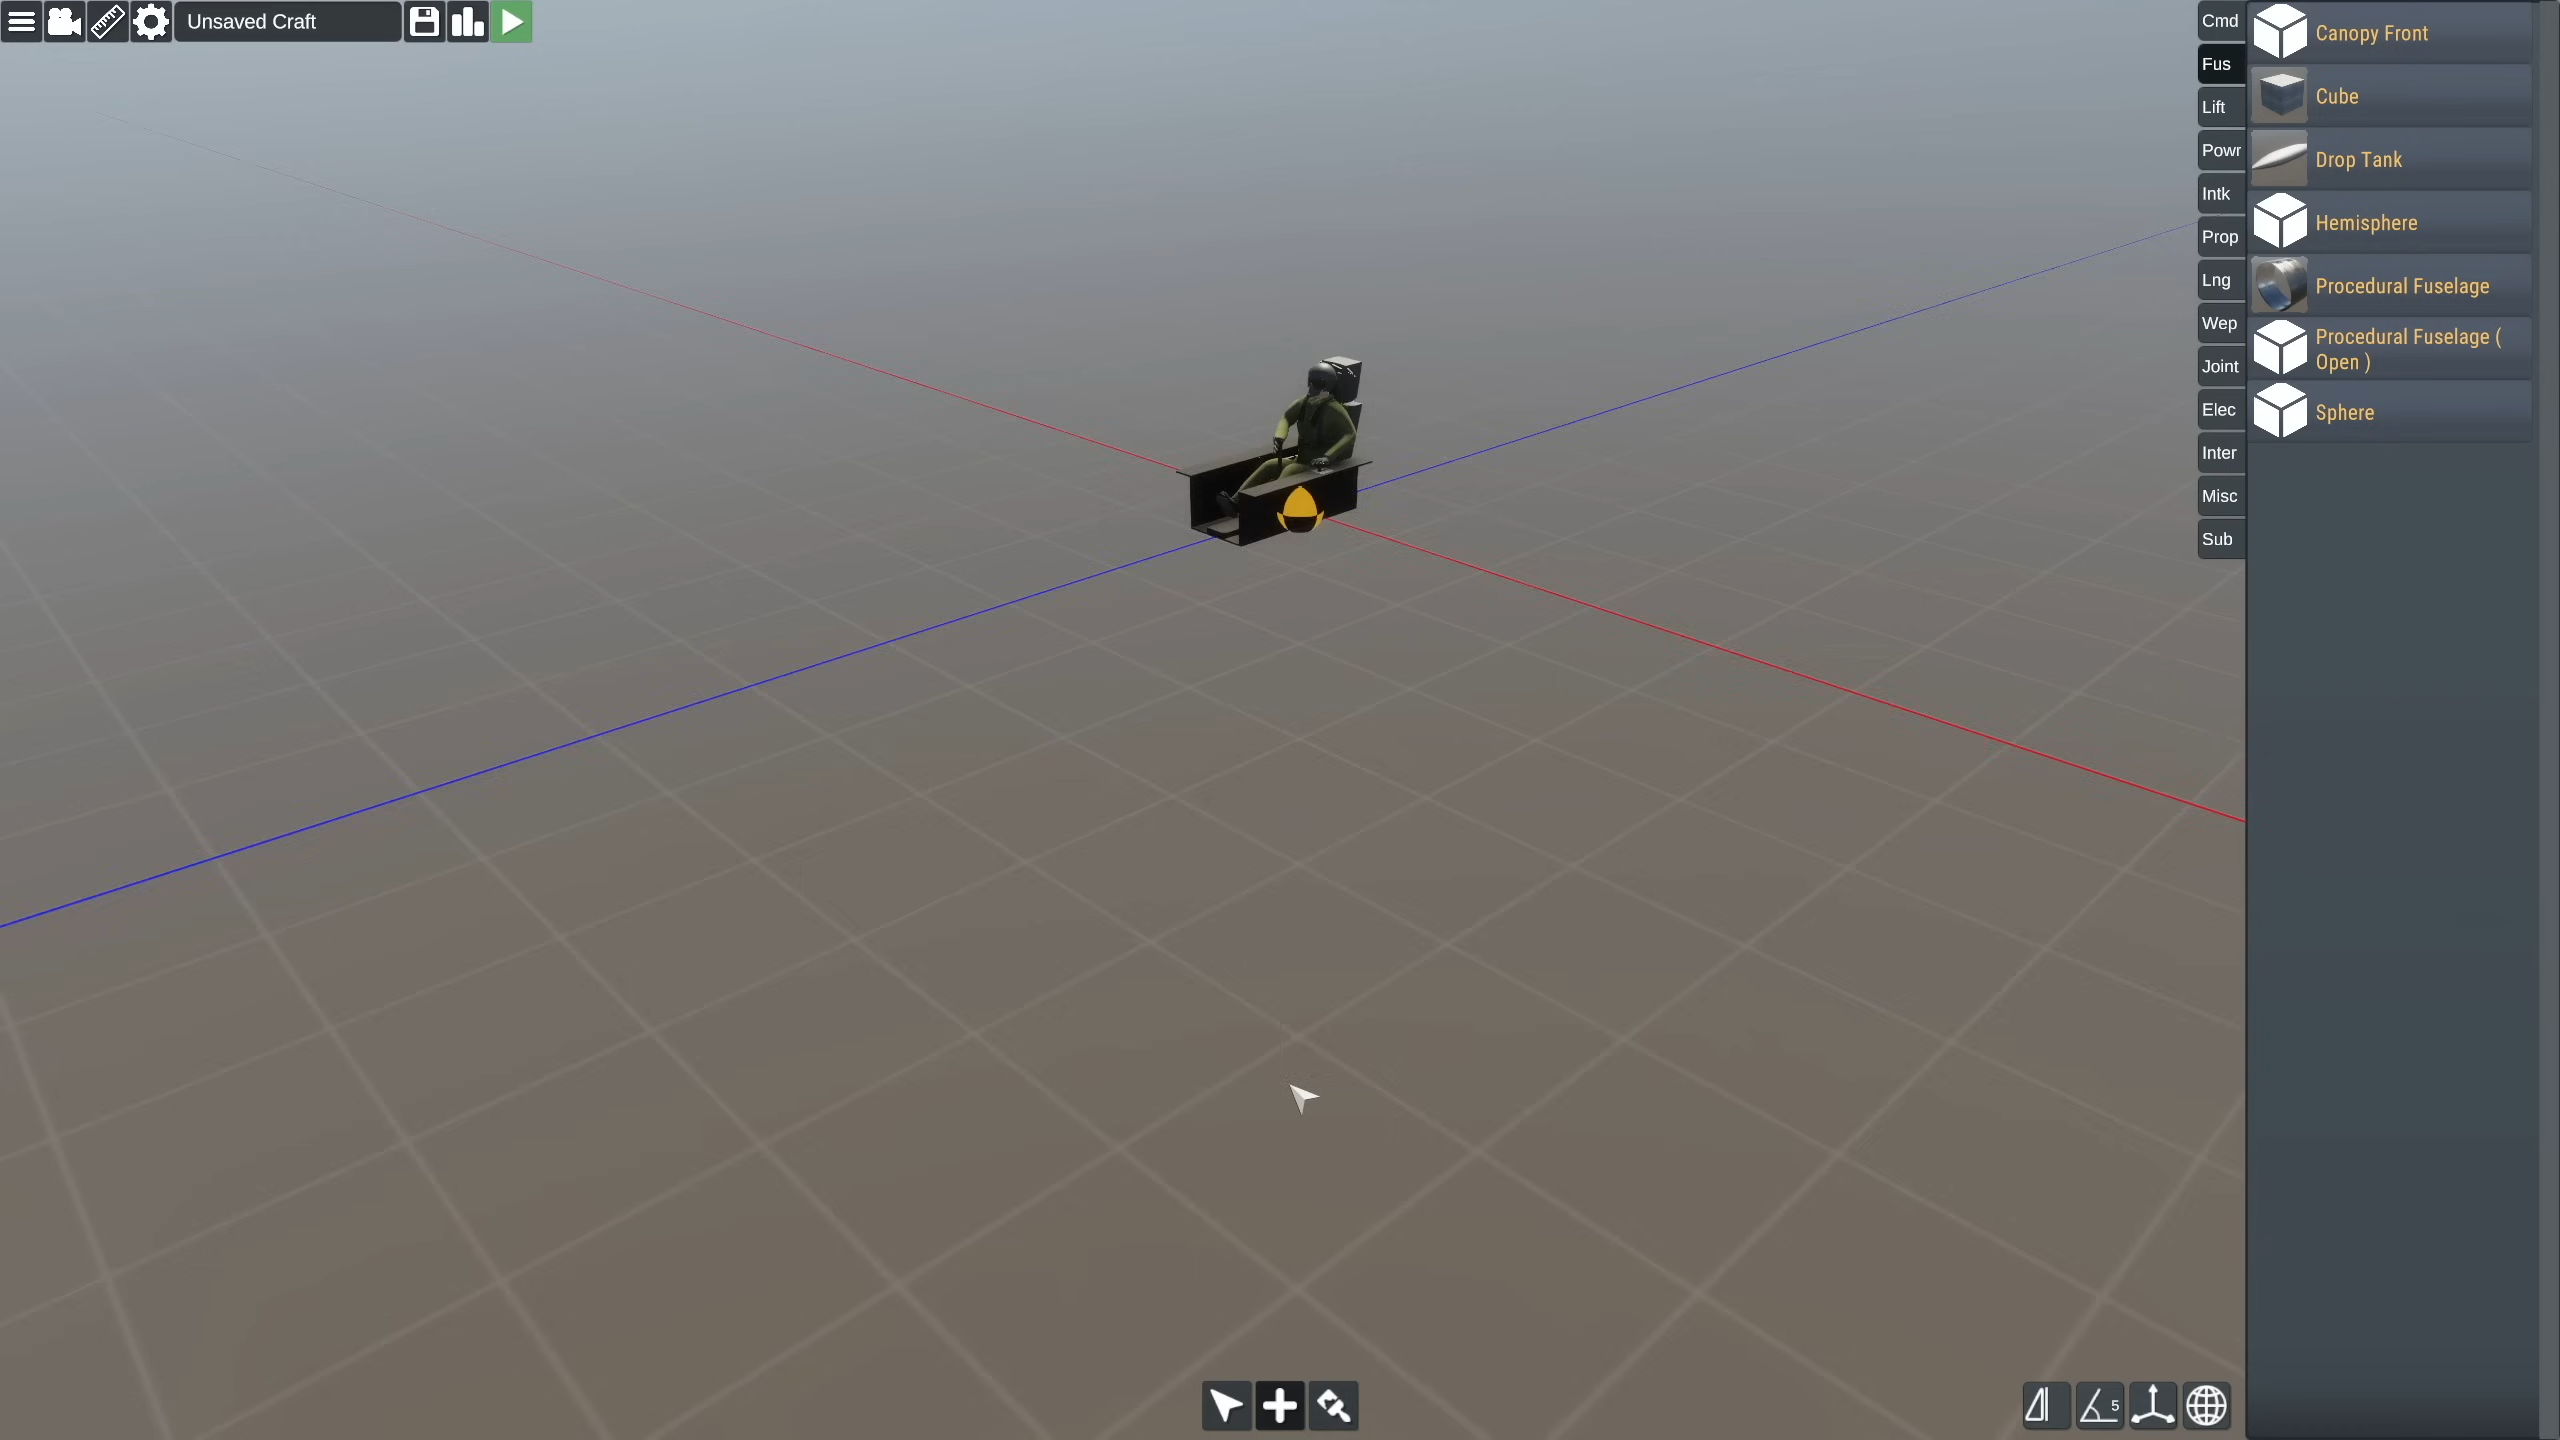 Unsaved Craft
Cmd
Fus
Lift
Powr
Intk
Prop
Lng
Wep
Joint
Elec
Inter
Misc
Sub
Canopy Front
Cube
Drop Tank
Hemisphere
Procedural Fuselage
Procedural Fuselage (
Open )
Sphere
5